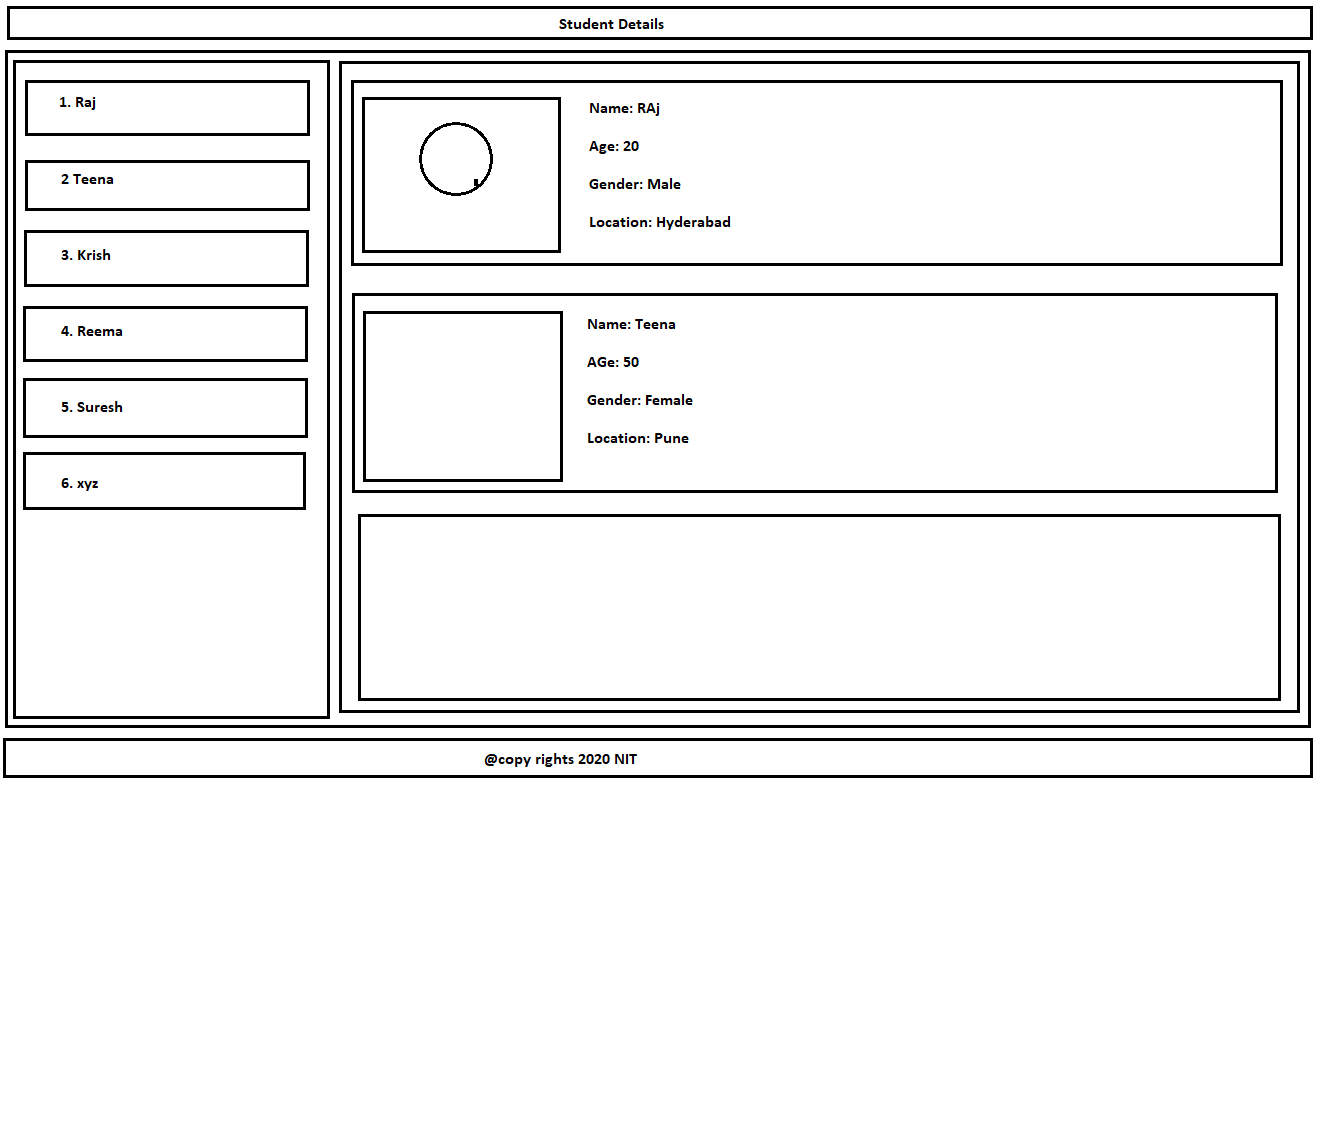 Student Details
1. Raj
2 Teena
3. Krish
4. Reema
5. Suresh
6. xyz
Name: RAj
Age: 20
Gender: Male
Location: Hyderabad
Name: Teena
AGe: 50
Gender: Female
Location: Pune
@copy rights 2020 NIT